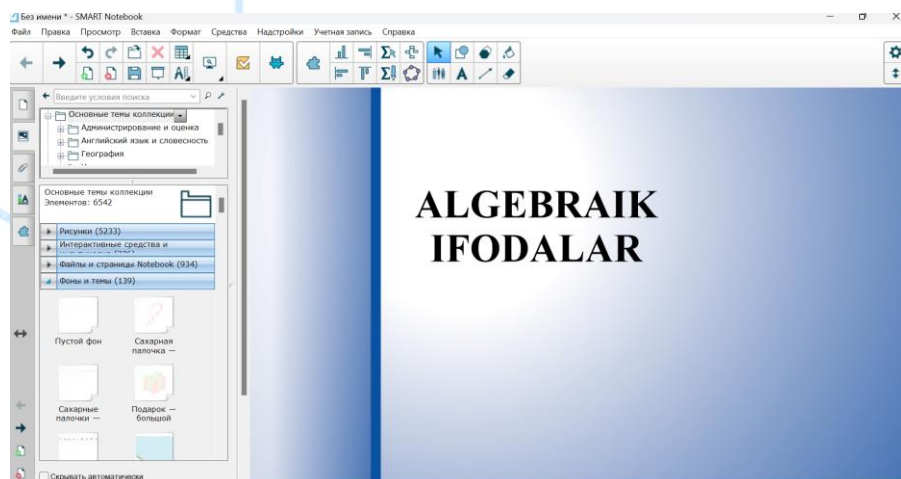 Без имени * - SMART Notebook
Файл Правка Просмотр Вставка Формат Средства Надстройки Учетная запись Справка
Введите условия поиска
Основные темы коллекции
Администрирование и оценка
Английский язык и словесность
География
Основные темы коллекции
Элементов: 6542
Рисунки (5233)
Интерактивные средства и
Файлы и страницы Notebook (934)
Фоны и темы (139)
Пустой фон
Сахарная палочка —
Сахарные палочки —
Подарок — большой
Скрывать автоматически
ALGEBRAIK
IFODALAR